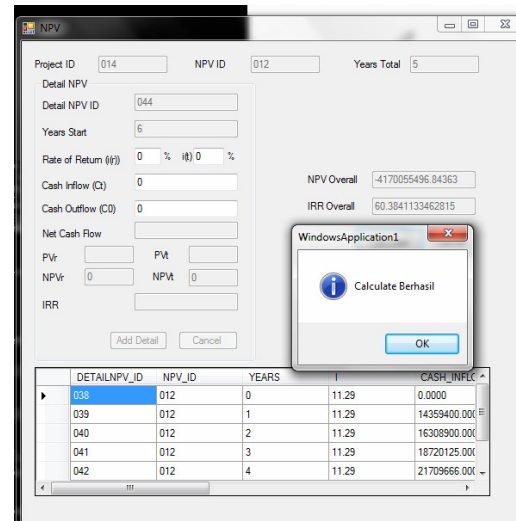 NPV
Project ID 014 NPV ID 012 Years Total 5
Detail NPV
Detail NPV ID 044
Years Start 6
Rate of Return (i(r)) 0 % i(t) 0 %
Cash Inflow (Ct) 0
NPV Overall -4170055496.84363
Cash Outflow (C0) 0
IRR Overall 60.3841133462815
Net Cash Flow
WindowsApplication1
PVr PVt
NPVr 0 NPVt 0
Calculate Berhasil
IRR
Add Detail Cancel
OK
DETAILNPV_ID NPV_ID YEARS I CASH_INFLC
038 012 0 11.29 0.0000
039 012 1 11.29 14359400.000
040 012 2 11.29 16308900.000
041 012 3 11.29 18720125.000
042 012 4 11.29 21709666.000